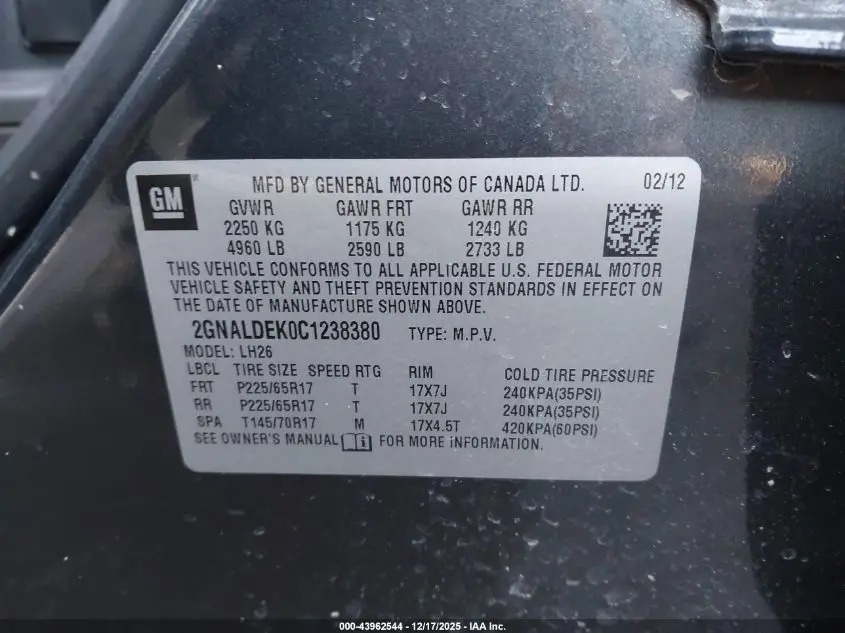 GM
MFD BY GENERAL MOTORS OF CANADA LTD. 02/12
GVWR GAWR FRT GAWR RR
2250 KG 1175 KG 1240 KG
4960 LB 2590 LB 2733 LB
THIS VEHICLE CONFORMS TO ALL APPLICABLE U.S. FEDERAL MOTOR
VEHICLE SAFETY AND THEFT PREVENTION STANDARDS IN EFFECT ON
THE DATE OF MANUFACTURE SHOWN ABOVE.
2GNALDEK0C1238380 TYPE: M.P.V.
MODEL: LH26
LBCL TIRE SIZE SPEED RTG RIM COLD TIRE PRESSURE
FRT P225/65R17 T 17X7J 240KPA(35PSI)
RR P225/65R17 T 17X7J 240KPA(35PSI)
SPA T145/70R17 M 17X4.5T 420KPA(60PSI)
SEE OWNER'S MANUAL FOR MORE INFORMATION.
000-43962544 - 12/17/2025 - IAA Inc.